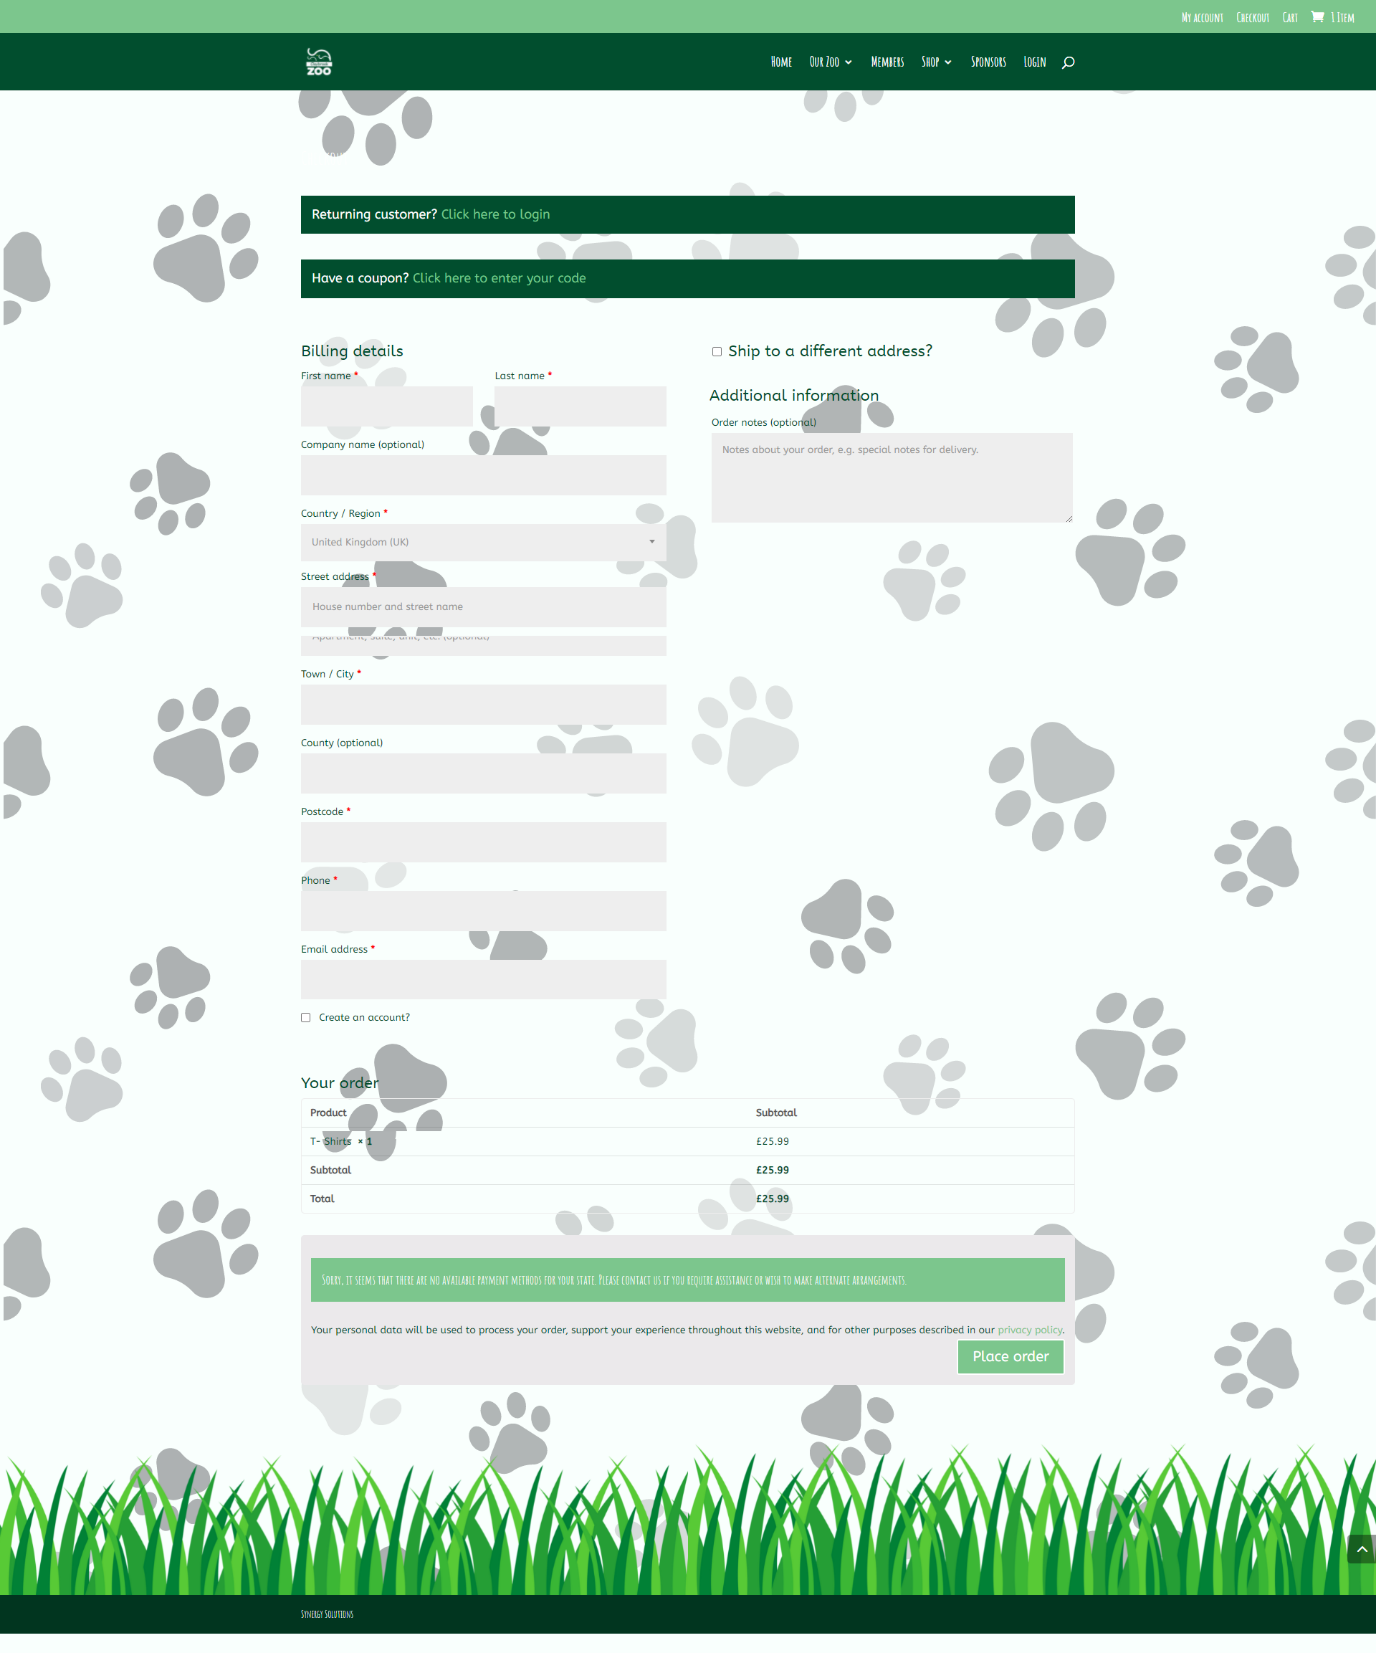 My account Checkout Cart 1 Item
ZOO
Home Our Zoo Members Shop Sponsors Login
Returning customer? Click here to login
Have a coupon? Click here to enter your code
Billing details
First name *
Last name *
Company name (optional)
Country / Region *
United Kingdom (UK)
Street address *
House number and street name
Apartment, suite, unit, etc. (optional)
Town / City *
County (optional)
Postcode *
Phone *
Email address *
Create an account?
Ship to a different address?
Additional information
Order notes (optional)
Notes about your order, e.g. special notes for delivery.
Your order
Product Subtotal
T- Shirts × 1 £25.99
Subtotal £25.99
Total £25.99
Sorry, it seems that there are no available payment methods for your state. Please contact us if you require assistance or wish to make alternate arrangements.
Your personal data will be used to process your order, support your experience throughout this website, and for other purposes described in our privacy policy.
Place order
Synergy Solutions